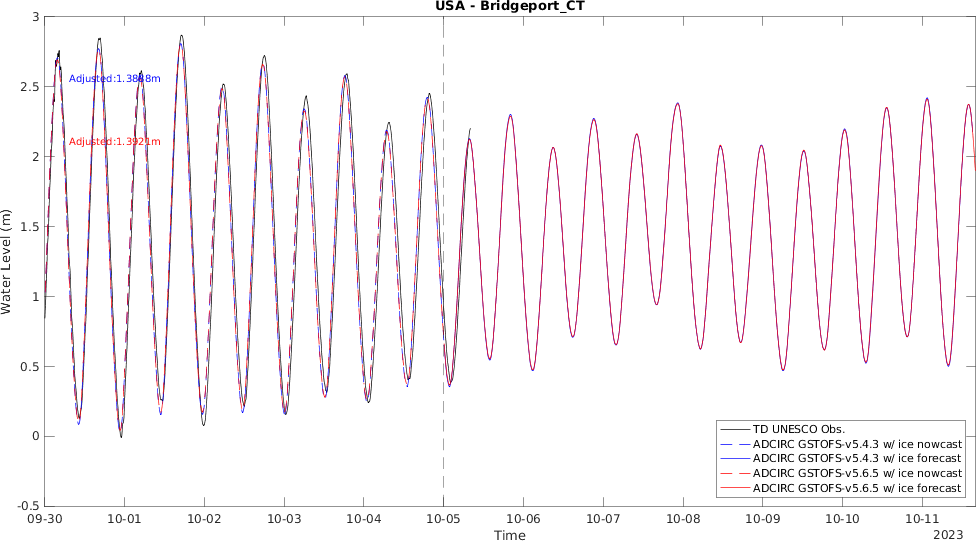 USA - Bridgeport_CT
3
2.5
2
1.5
1
0.5
0
-0.5
Water Level (m)
Adjusted:1.3848m
Adjusted:1.3921m
TD UNESCO Obs.
ADCIRC GSTOFS-v5.4.3 w/ ice nowcast
ADCIRC GSTOFS-v5.4.3 w/ ice forecast
ADCIRC GSTOFS-v5.6.5 w/ ice nowcast
ADCIRC GSTOFS-v5.6.5 w/ ice forecast
09-30 10-01 10-02 10-03 10-04 10-05 10-06 10-07 10-08 10-09 10-10 10-11
Time
2023